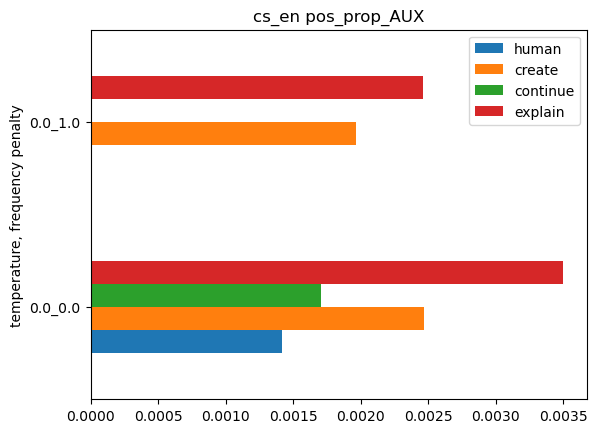 cs_en pos_prop_AUX
human
create
continue
explain
temperature, frequency penalty
0.0_1.0
0.0_0.0
0.0000 0.0005 0.0010 0.0015 0.0020 0.0025 0.0030 0.0035